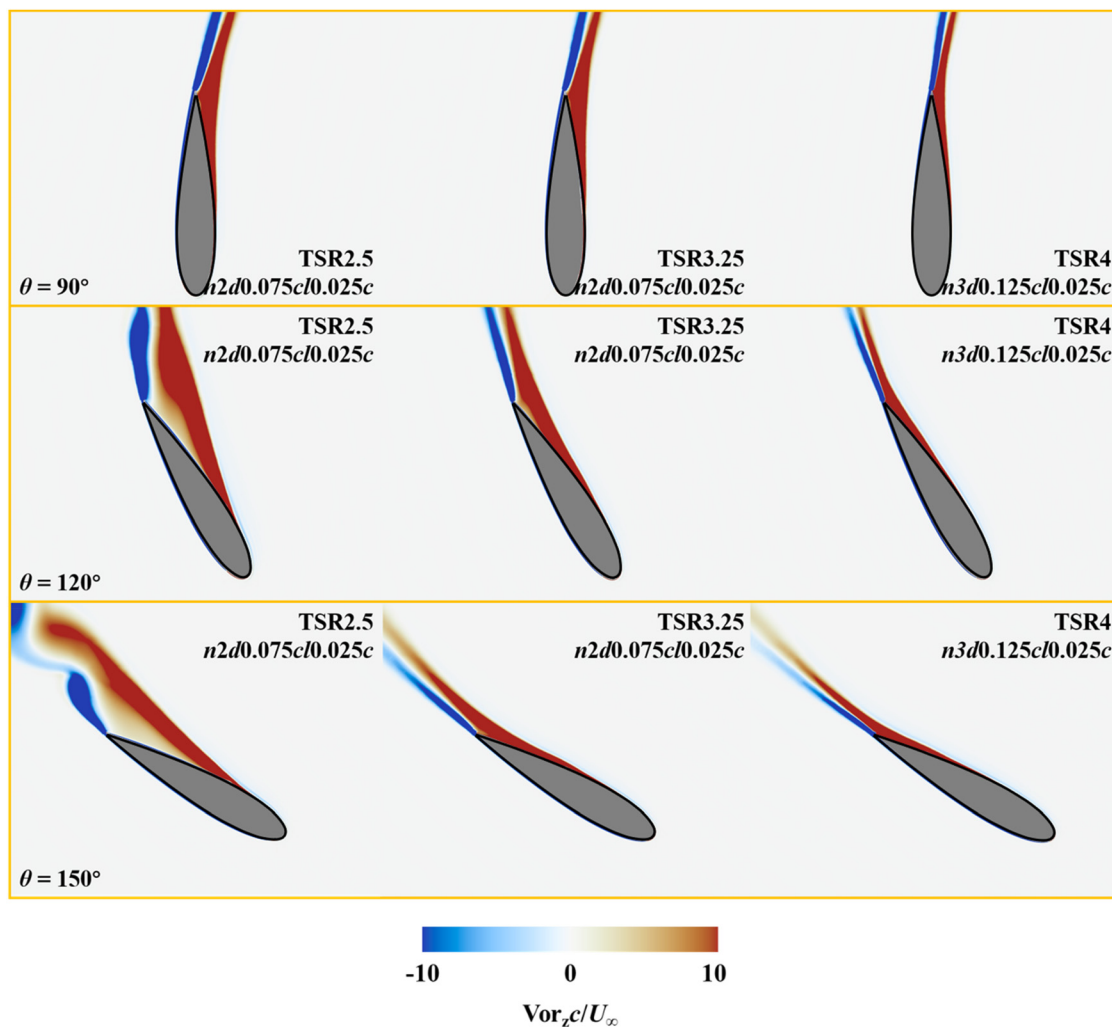 TSR2.5
n2d0.075cl0.025c
θ = 90°
TSR3.25
n2d0.075cl0.025c
TSR4
n3d0.125cl0.025c
TSR2.5
n2d0.075cl0.025c
θ = 120°
TSR3.25
n2d0.075cl0.025c
TSR4
n3d0.125cl0.025c
TSR2.5
n2d0.075cl0.025c
θ = 150°
TSR3.25
n2d0.075cl0.025c
TSR4
n3d0.125cl0.025c
-10 0 10
Vor_z c/U_∞